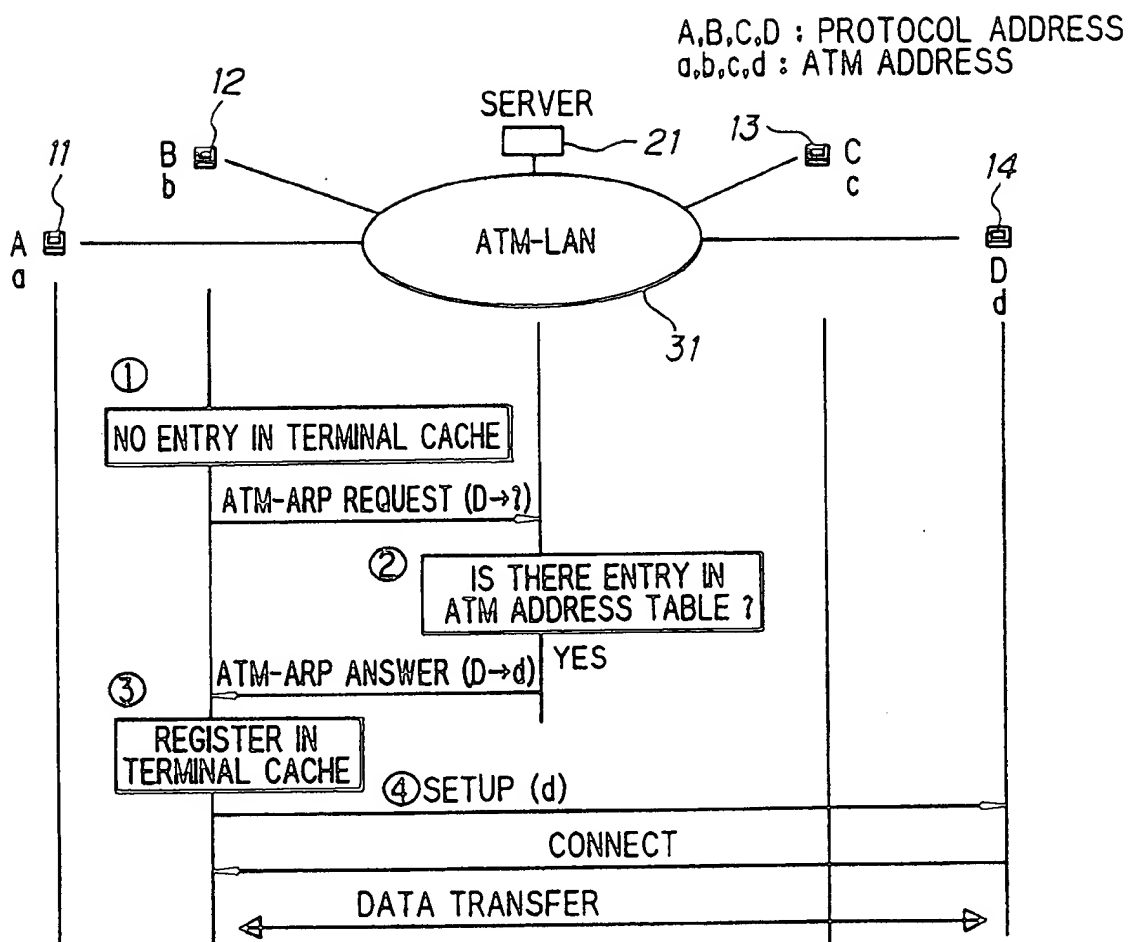 A,B,C,D : PROTOCOL ADDRESS
a,b,c,d : ATM ADDRESS
12
SERVER
13
11
B
b
21
C
c
14
A
a
ATM-LAN
D
d
31
①
NO ENTRY IN TERMINAL CACHE
ATM-ARP REQUEST (D→?)
②
IS THERE ENTRY IN
ATM ADDRESS TABLE ?
YES
ATM-ARP ANSWER (D→d)
③
REGISTER IN
TERMINAL CACHE
④ SETUP (d)
CONNECT
DATA TRANSFER